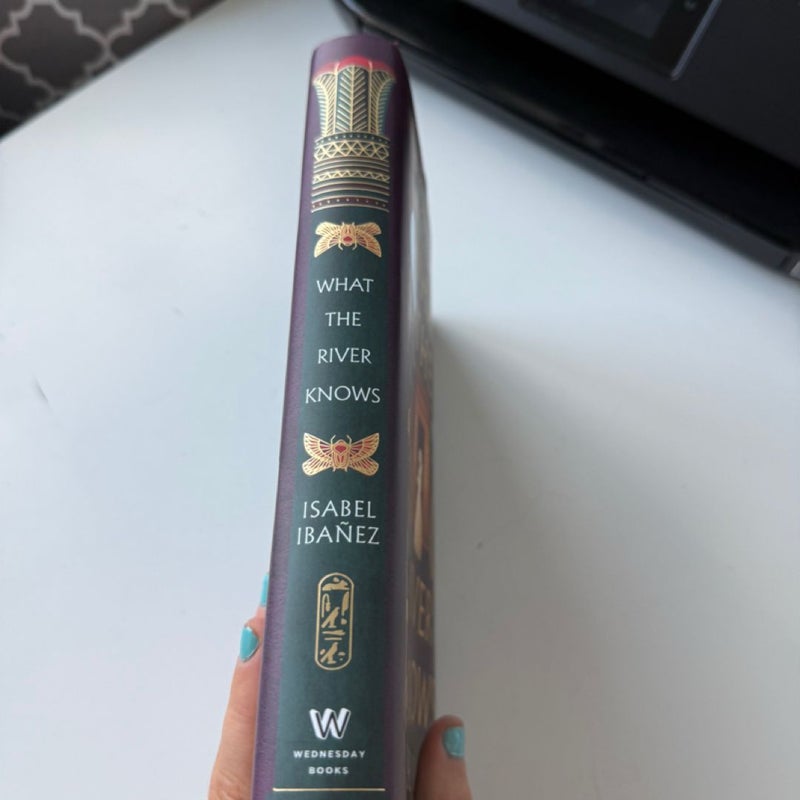 WHAT
THE
RIVER
KNOWS
ISABEL
IBAÑEZ
W
WEDNESDAY
BOOKS